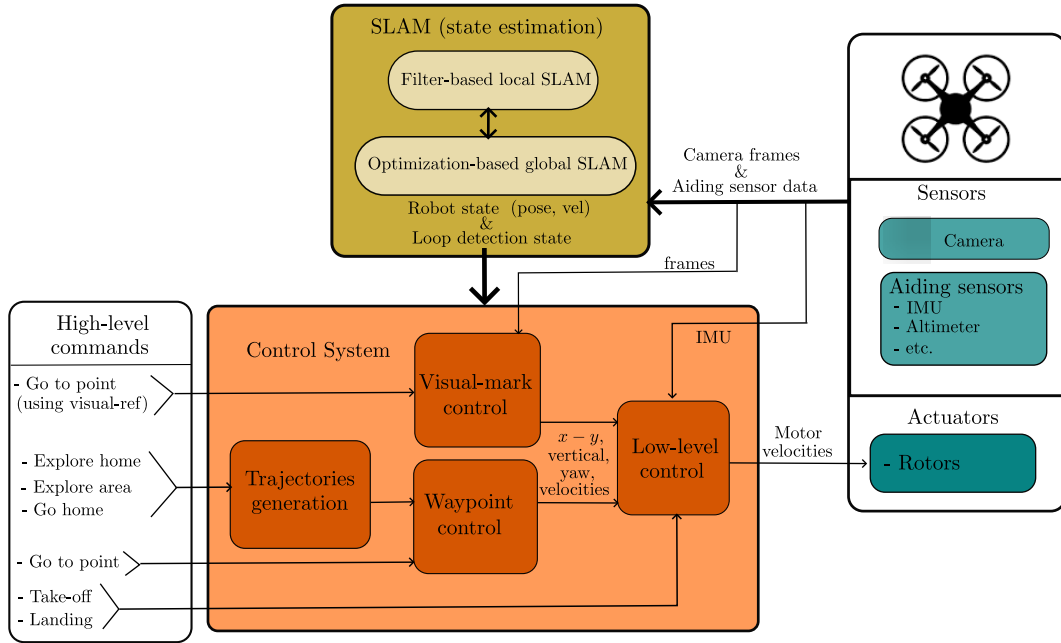 SLAM (state estimation)
Filter-based local SLAM
Optimization-based global SLAM
Robot state (pose, vel)
&
Loop detection state
Camera frames
&
Aiding sensor data
Sensors
Camera
Aiding sensors
- IMU
- Altimeter
- etc.
Actuators
- Rotors
frames
IMU
High-level
commands
- Go to point
(using visual-ref)
- Explore home
- Explore area
- Go home
- Go to point
- Take-off
- Landing
Control System
Visual-mark
control
Trajectories
generation
Waypoint
control
x − y,
vertical,
yaw,
velocities
Low-level
control
Motor
velocities